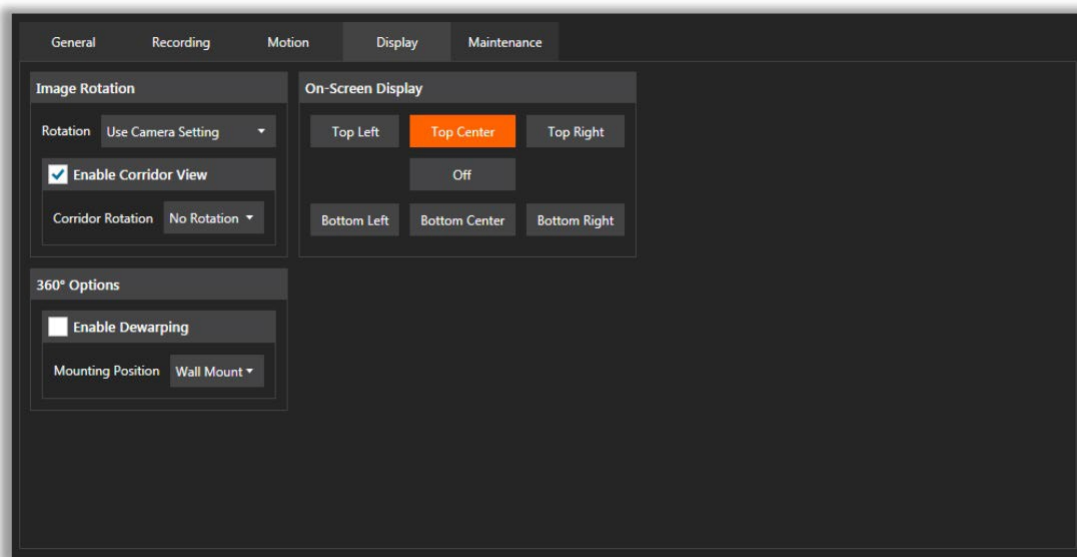 General Recording Motion Display Maintenance
Image Rotation
Rotation Use Camera Setting
Enable Corridor View
Corridor Rotation No Rotation
On-Screen Display
Top Left Top Center Top Right
Off
Bottom Left Bottom Center Bottom Right
360° Options
Enable Dewarping
Mounting Position Wall Mount